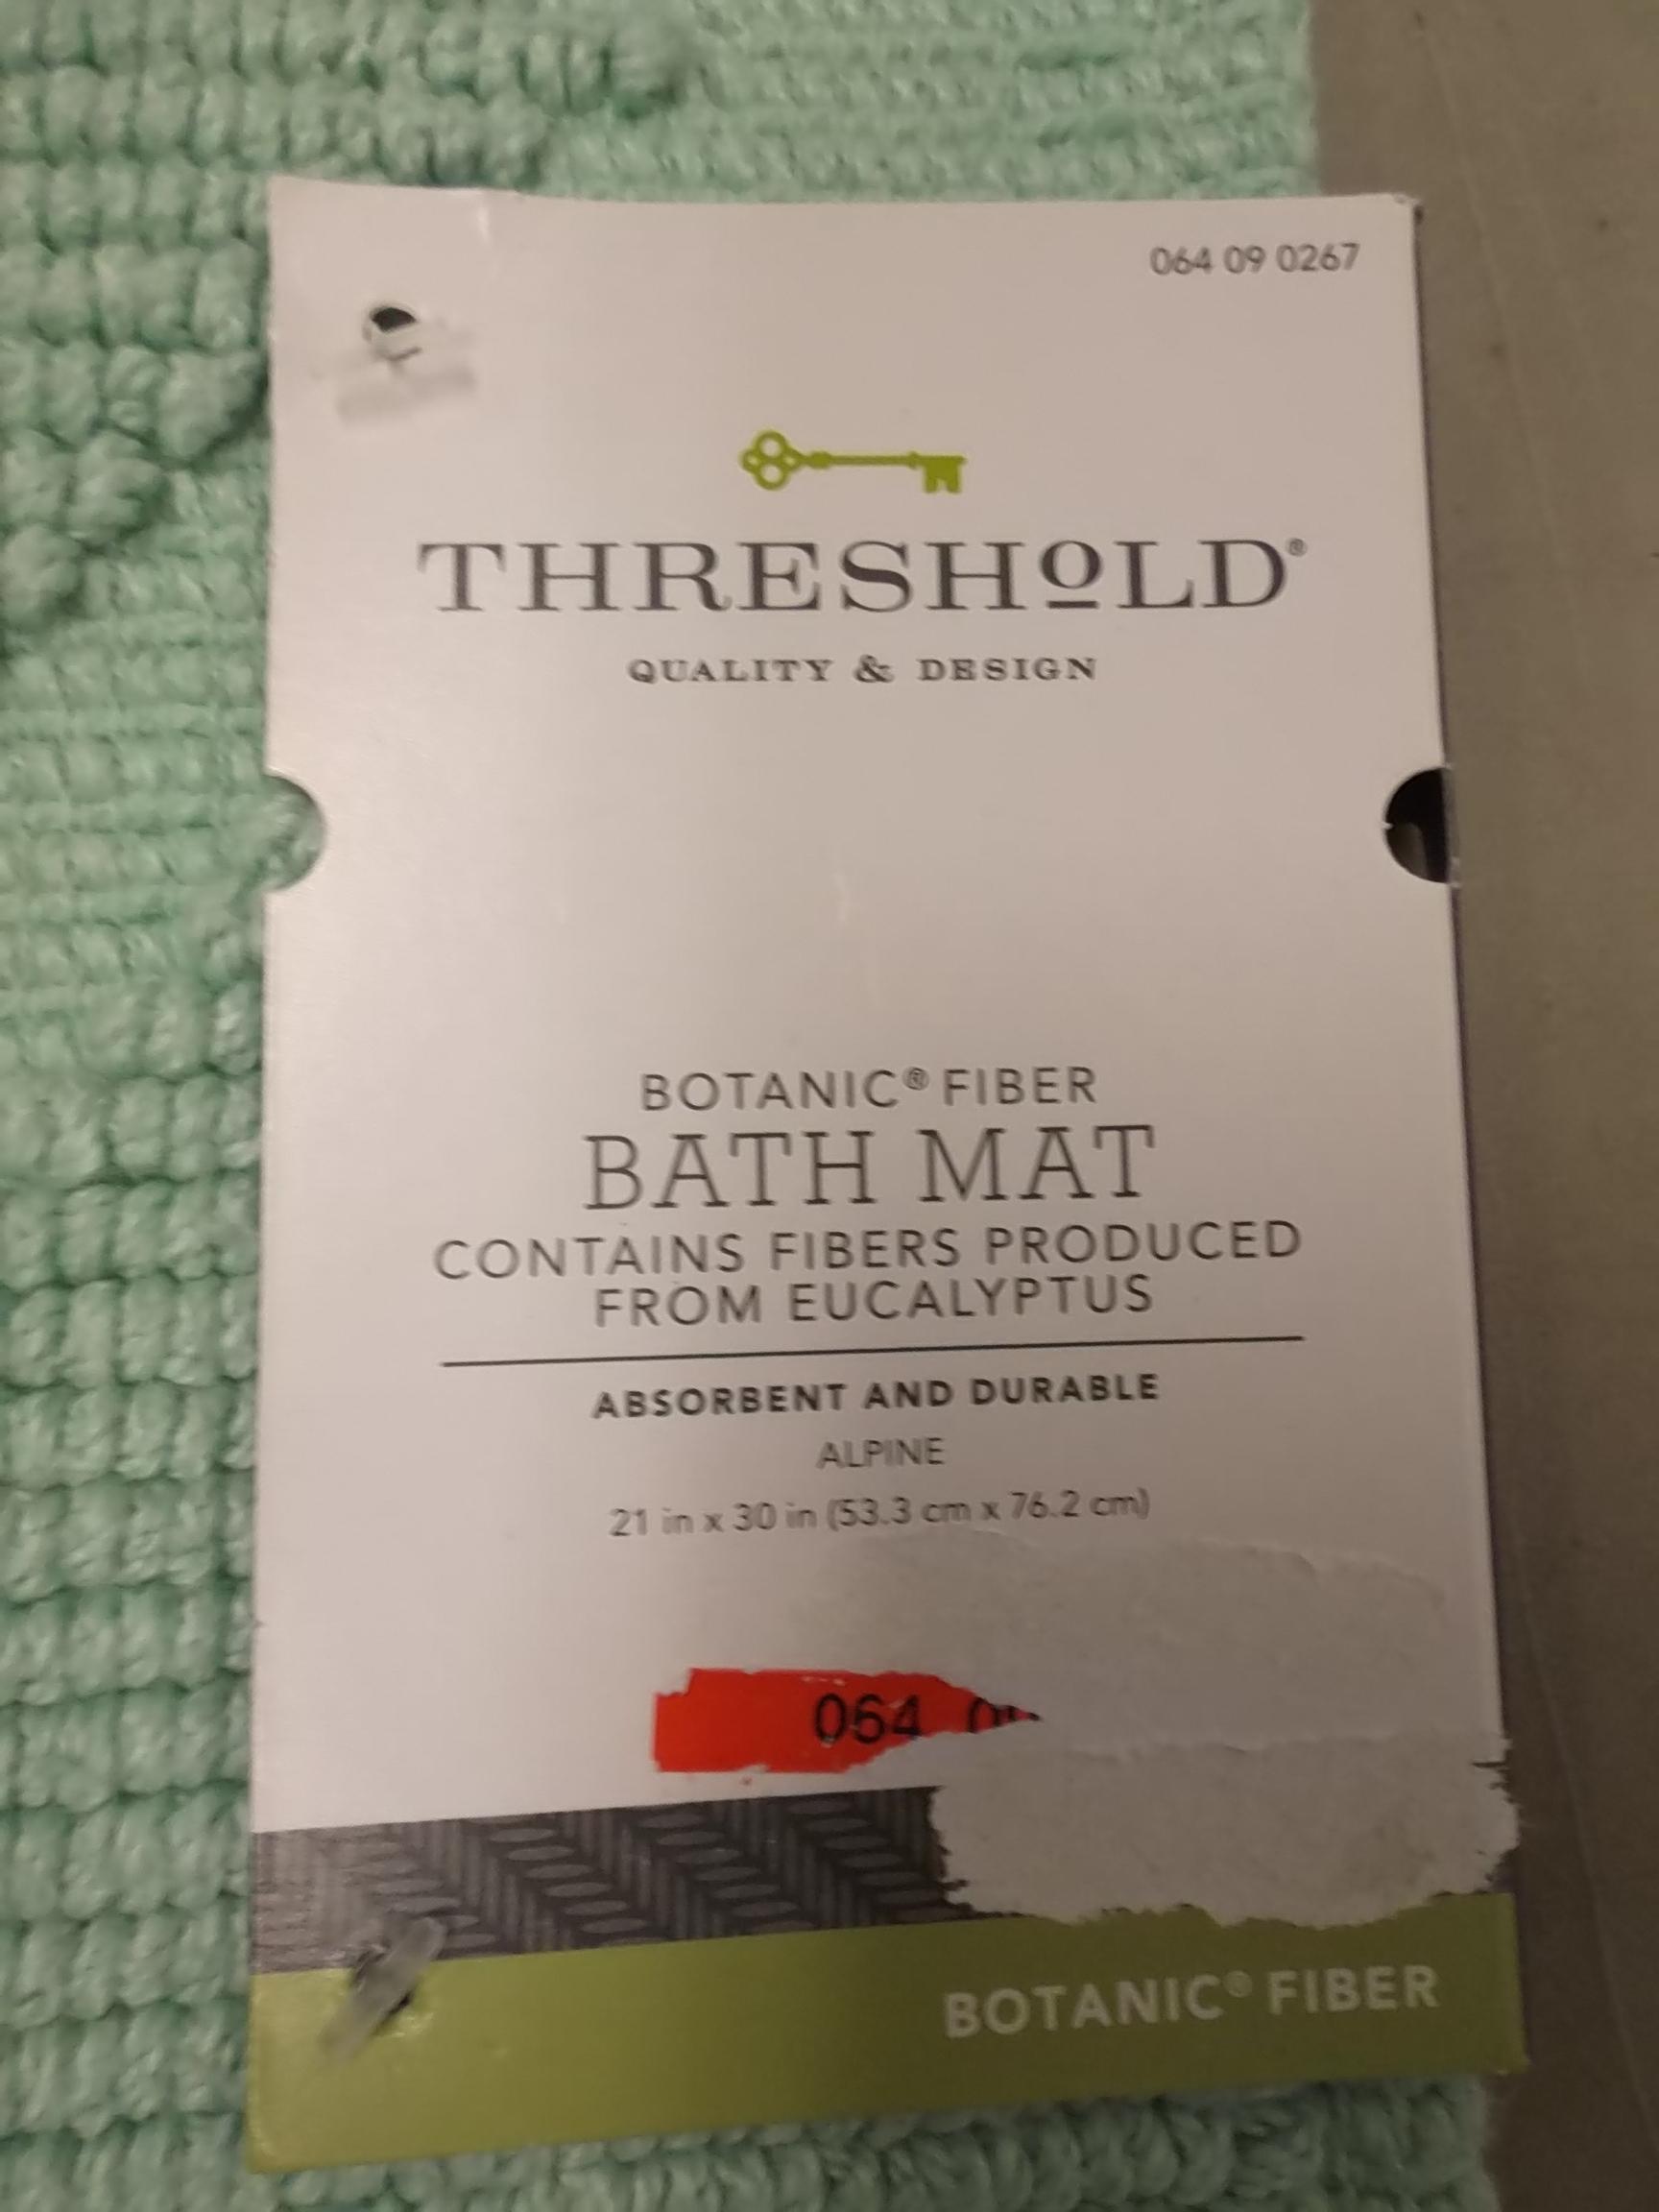 064 09 0267
THRESHOLD®
QUALITY & DESIGN
BOTANIC® FIBER
BATH MAT
CONTAINS FIBERS PRODUCED
FROM EUCALYPTUS
ABSORBENT AND DURABLE
ALPINE
21 in x 30 in (53.3 cm x 76.2 cm)
064
BOTANIC® FIBER